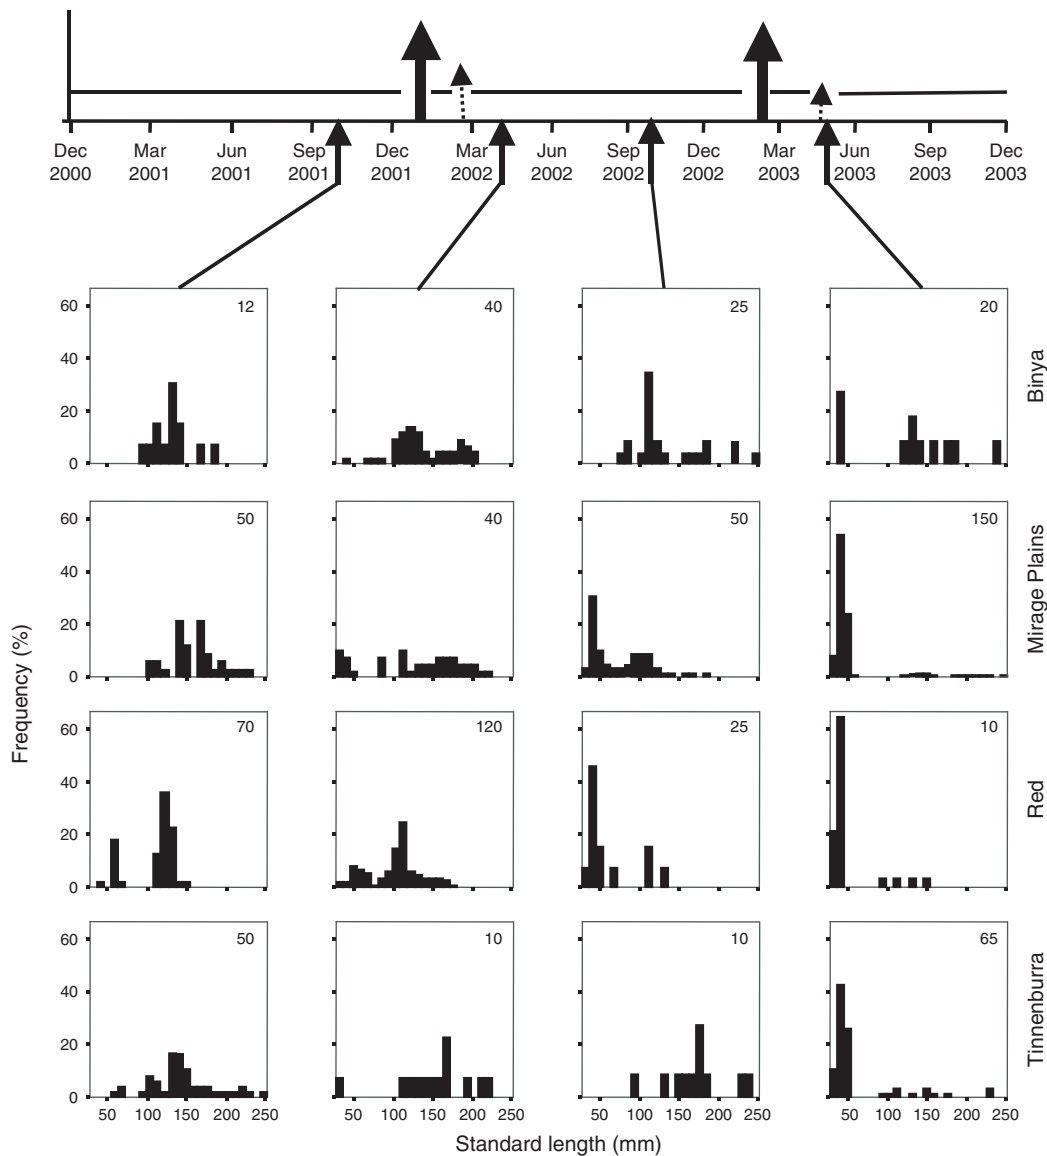 Dec Mar Jun Sep Dec Mar Jun Sep Dec Mar Jun Sep Dec
2000 2001 2001 2001 2001 2002 2002 2002 2002 2003 2003 2003 2003
60 12 40 25 20
40
20
0
Binya
60 50 40 50 150
40
20
0
Mirage Plains
Frequency (%)
60 70 120 25 10
40
20
0
Red
60 50 10 10 65
40
20
0
Tinnenburra
50 100 150 200 250 50 100 150 200 250 50 100 150 200 250 50 100 150 200 250
Standard length (mm)